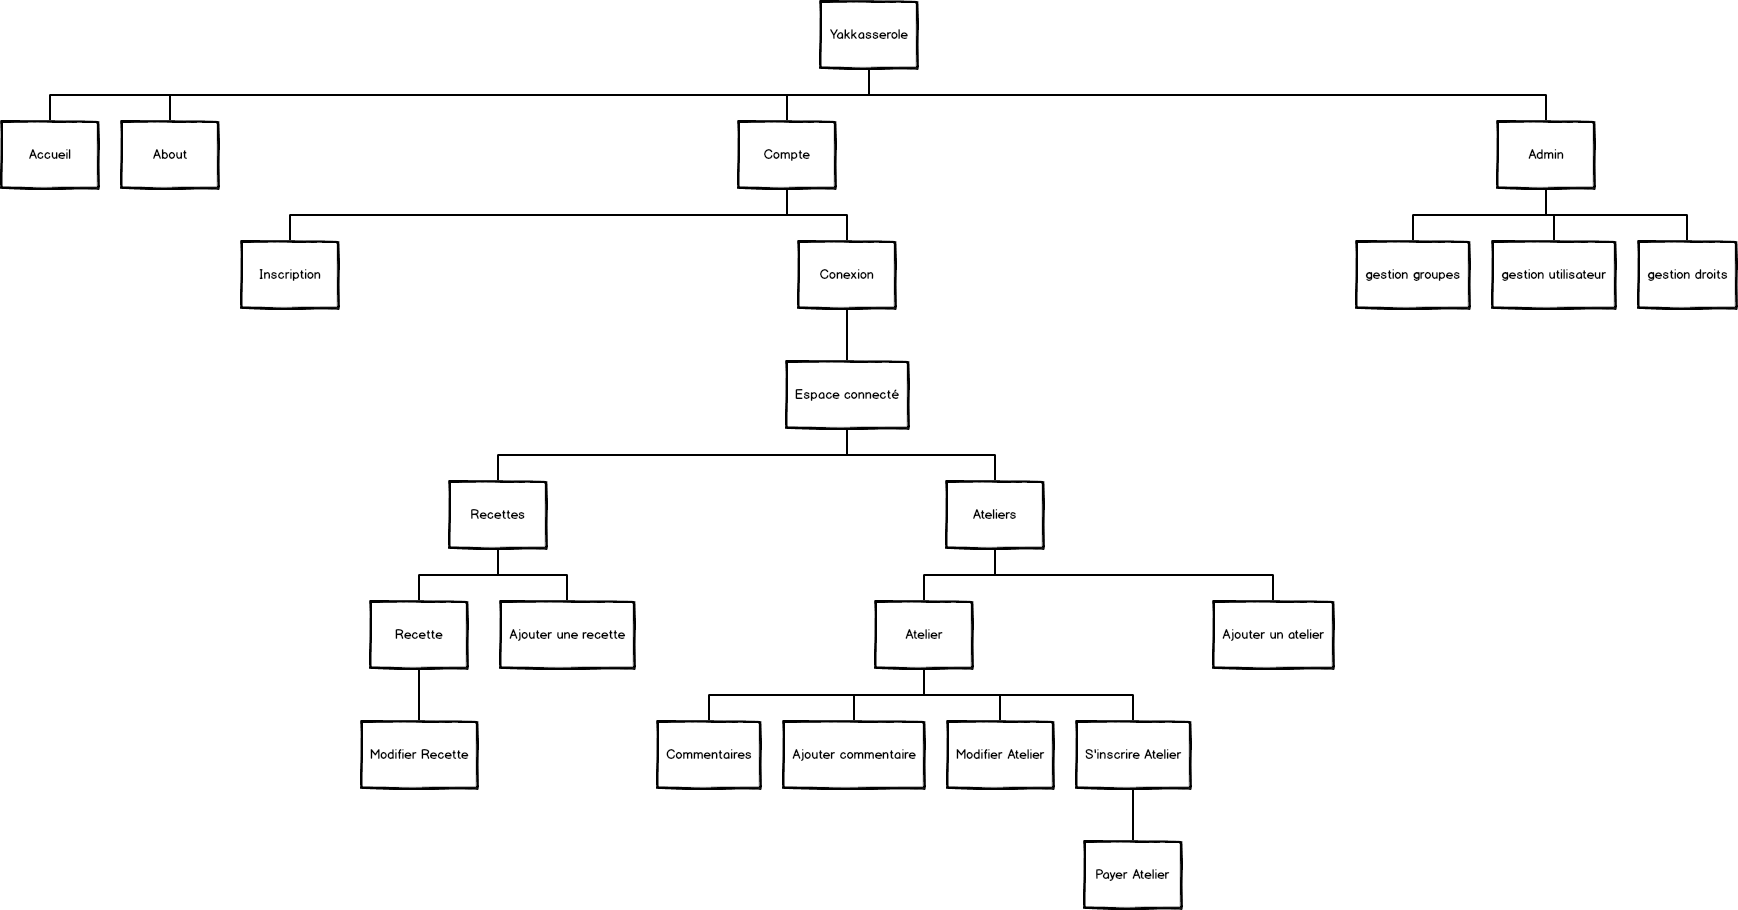 Yakkasserole
Accueil
About
Compte
Admin
Inscription
Conexion
gestion groupes
gestion utilisateur
gestion droits
Espace connecté
Recettes
Ateliers
Recette
Ajouter une recette
Atelier
Ajouter un atelier
Modifier Recette
Commentaires
Ajouter commentaire
Modifier Atelier
S'inscrire Atelier
Payer Atelier